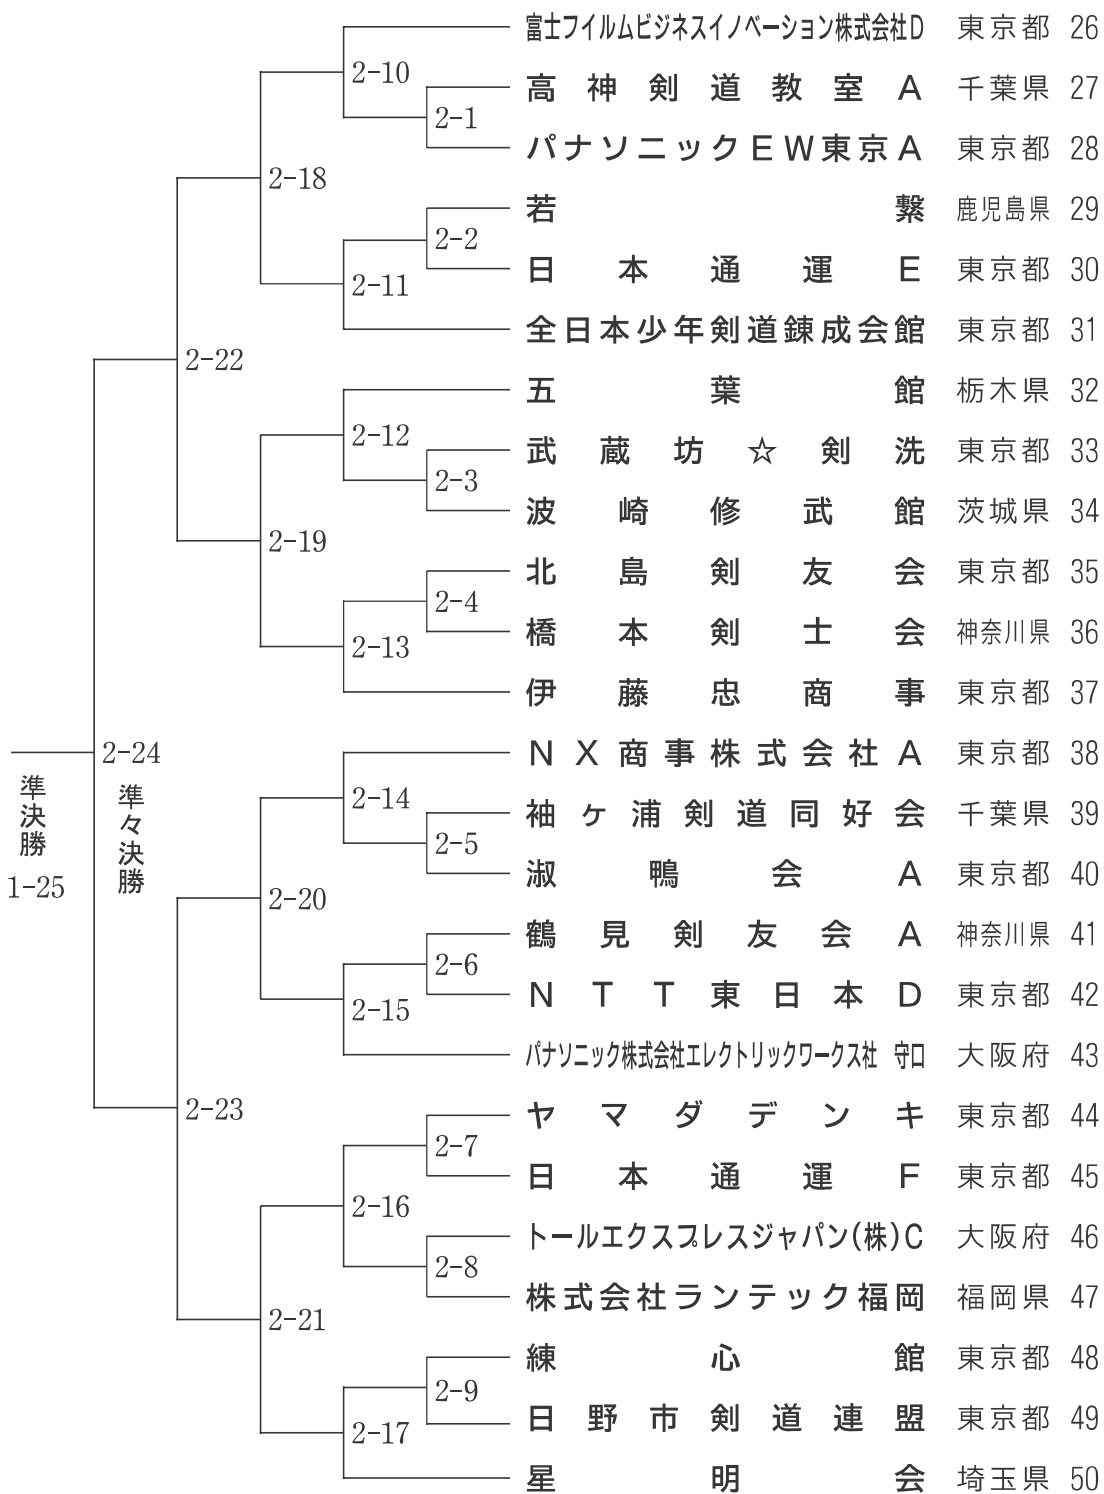 富士フイルムビジネスイノベーション株式会社D 東京都 26
2-10
高神剣道教室A 千葉県 27
2-1
パナソニックEW東京A 東京都 28
2-18
若繋 鹿児島県 29
2-2
日本通運E 東京都 30
2-11
全日本少年剣道錬成会館 東京都 31
2-22
五葉館 栃木県 32
2-12
武蔵坊☆剣洗 東京都 33
2-3
波崎修武館 茨城県 34
2-19
北島剣友会 東京都 35
2-4
橋本剣士会 神奈川県 36
2-13
伊藤忠商事 東京都 37
2-24
準々決勝
準決勝
1-25
NX商事株式会社A 東京都 38
2-14
袖ヶ浦剣道同好会 千葉県 39
2-5
淑鴨会A 東京都 40
2-20
鶴見剣友会A 神奈川県 41
2-6
NTT東日本D 東京都 42
2-15
パナソニック株式会社エレクトリックワークス社 守口 大阪府 43
2-23
ヤマダデンキ 東京都 44
2-7
日本通運F 東京都 45
2-16
トールエクスプレスジャパン(株)C 大阪府 46
2-8
株式会社ランテック福岡 福岡県 47
2-21
練心館 東京都 48
2-9
日野市剣道連盟 東京都 49
2-17
星明会 埼玉県 50